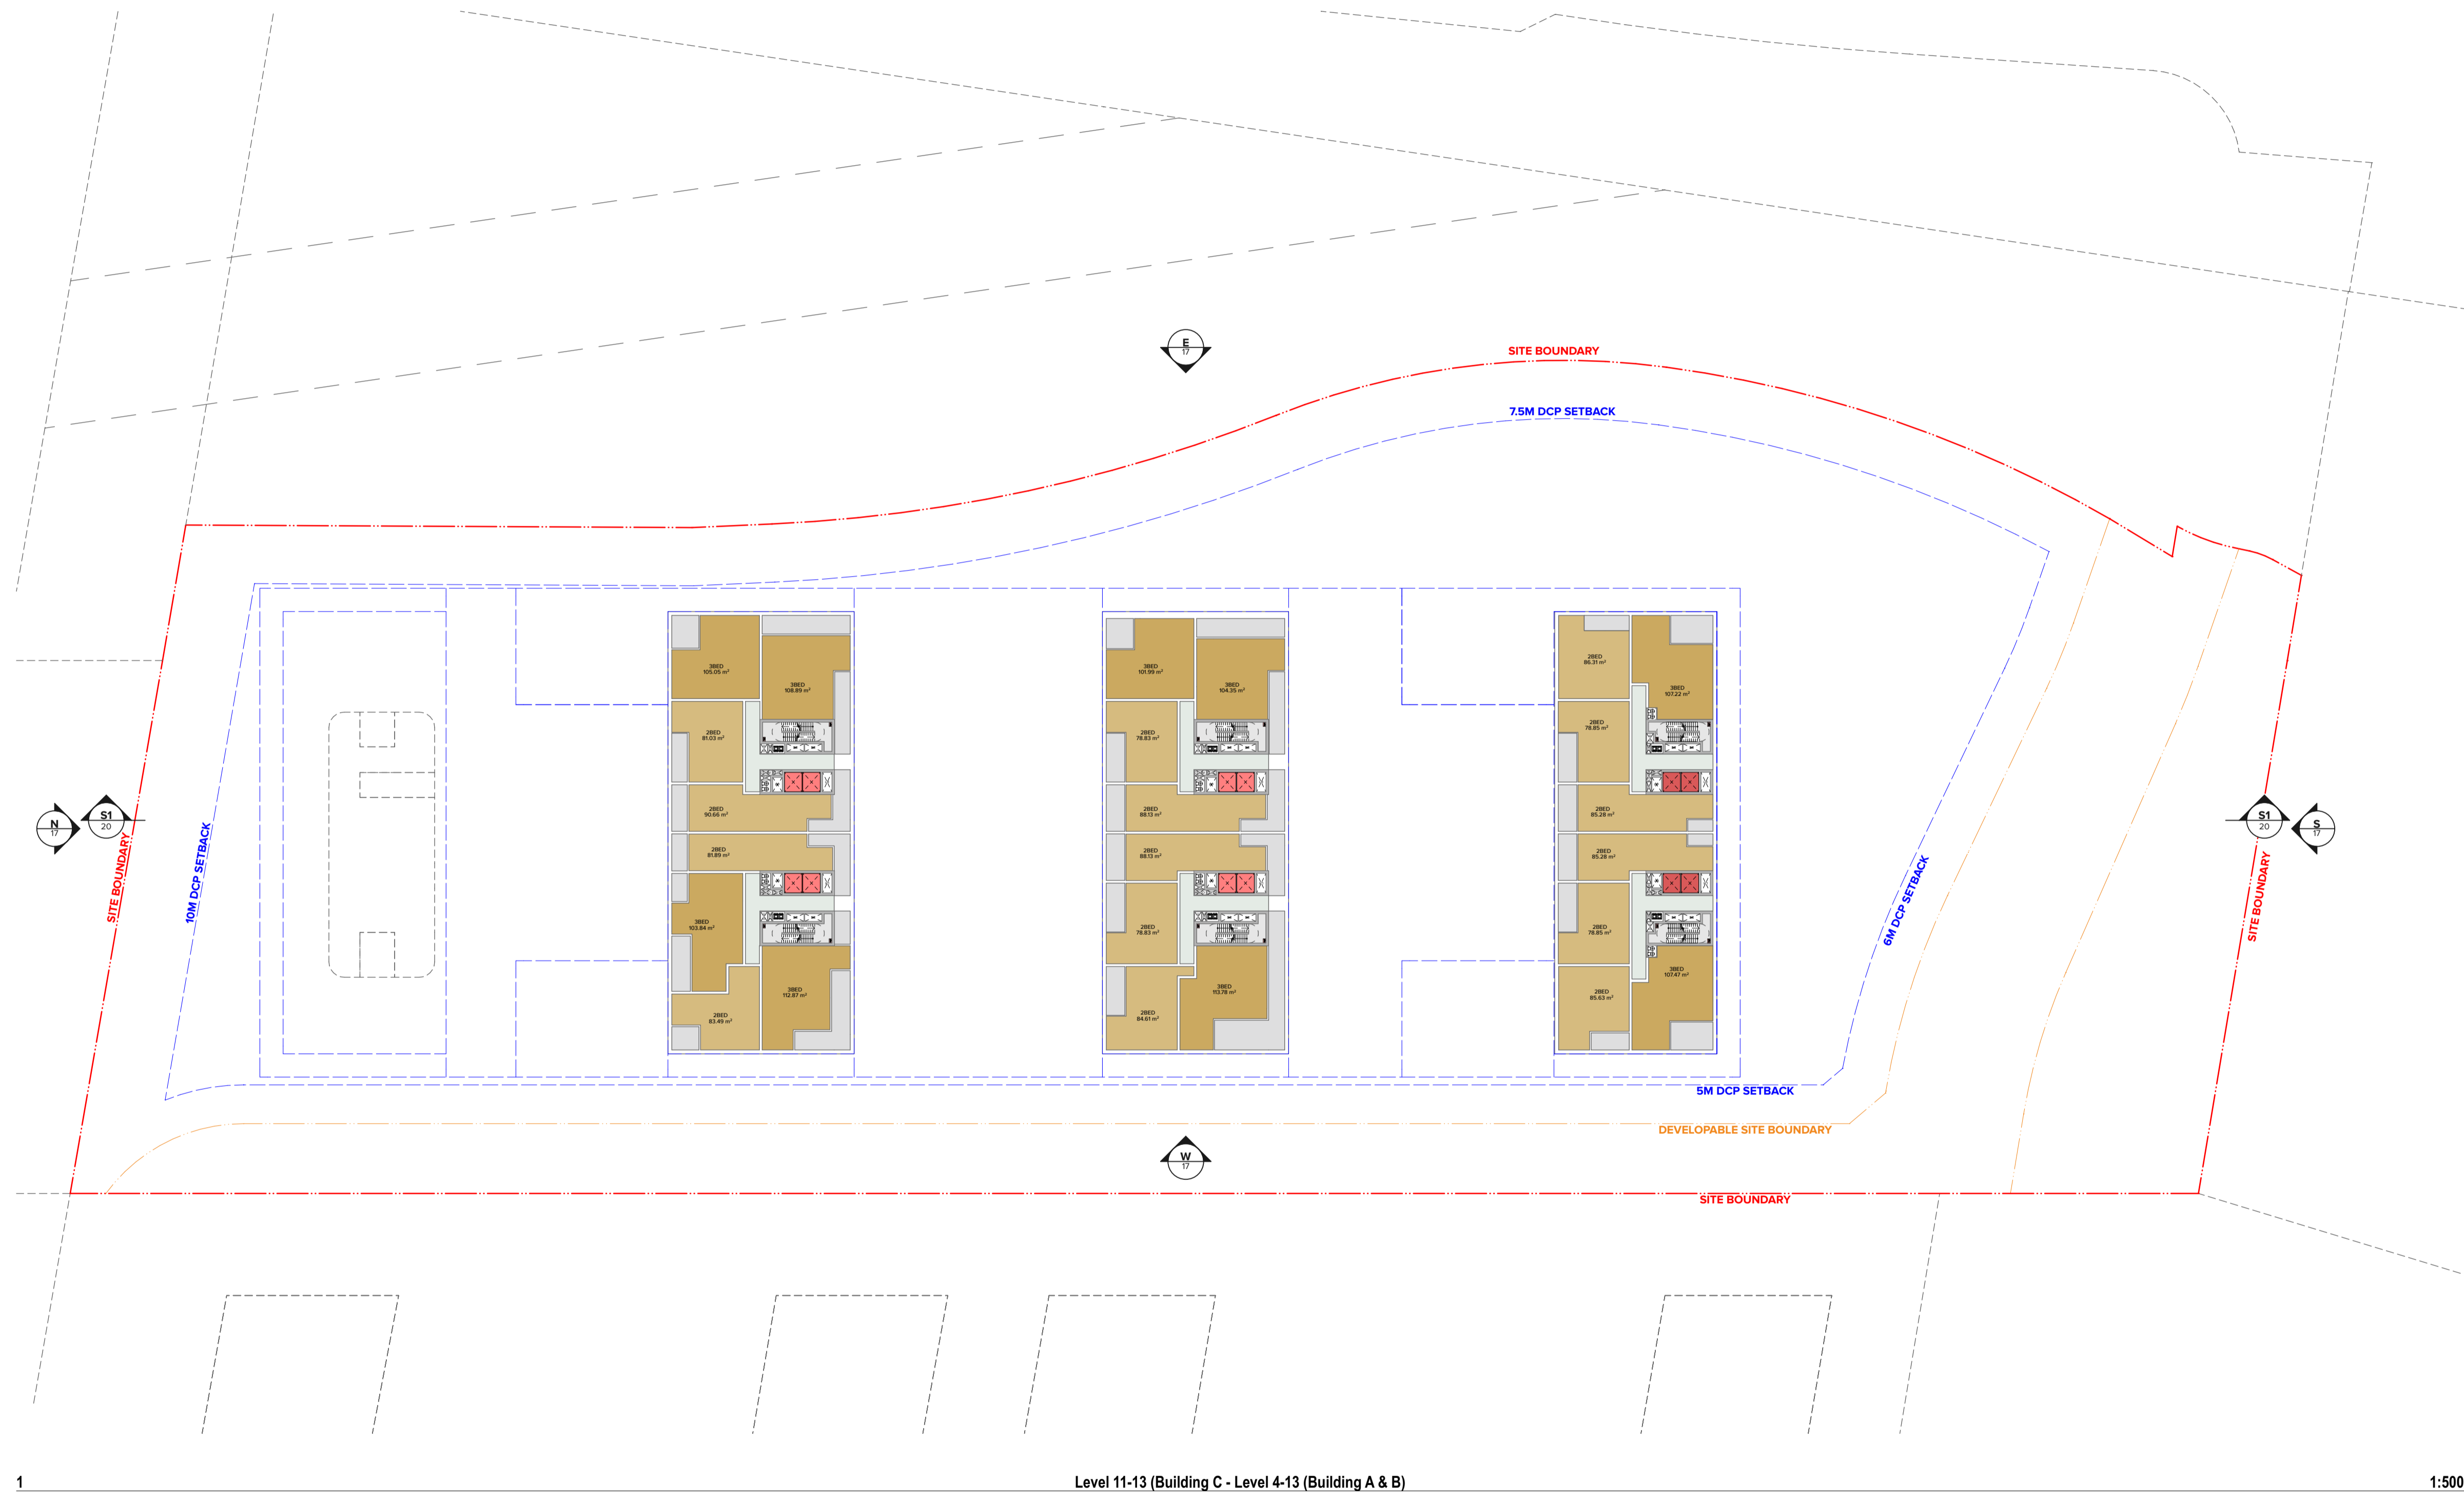 E
17
SITE BOUNDARY
7.5M DCP SETBACK
3BED
105.05 m²
3BED
108.89 m²
2BED
81.03 m²
2BED
90.66 m²
2BED
81.89 m²
3BED
103.84 m²
3BED
112.87 m²
2BED
83.49 m²
3BED
101.99 m²
3BED
104.35 m²
2BED
78.83 m²
2BED
88.13 m²
2BED
88.13 m²
2BED
78.83 m²
3BED
113.78 m²
2BED
84.61 m²
2BED
86.31 m²
3BED
107.22 m²
2BED
78.85 m²
2BED
85.28 m²
2BED
85.28 m²
2BED
78.85 m²
3BED
107.47 m²
2BED
85.63 m²
N
17
S1
20
SITE BOUNDARY
10M DCP SETBACK
6M DCP SETBACK
S1
20
S
17
SITE BOUNDARY
5M DCP SETBACK
DEVELOPABLE SITE BOUNDARY
W
17
SITE BOUNDARY
1
Level 11-13 (Building C - Level 4-13 (Building A & B)
1:500